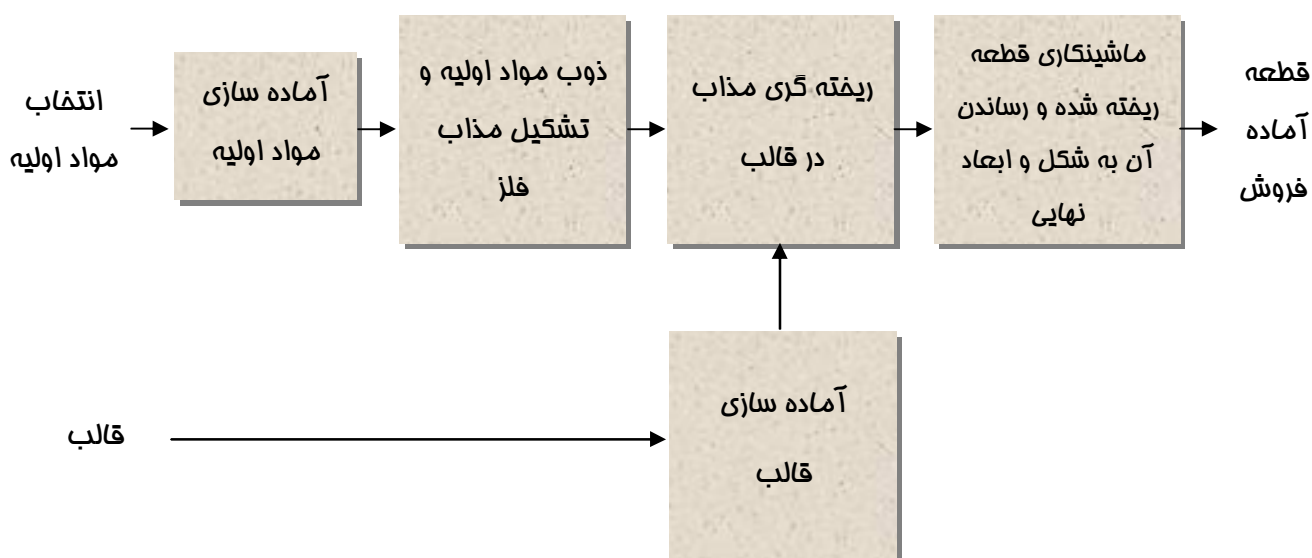 انتخاب
مواد اولیه
آماده سازی
مواد اولیه
ذوب مواد اولیه و
تشکیل مذاب
فلز
ریخته گری مذاب
در قالب
ماشینکاری قطعه
ریخته شده و رساندن
آن به شکل و ابعاد
نهایی
قطعه
آماده
فروش
قالب
آماده سازی
قالب